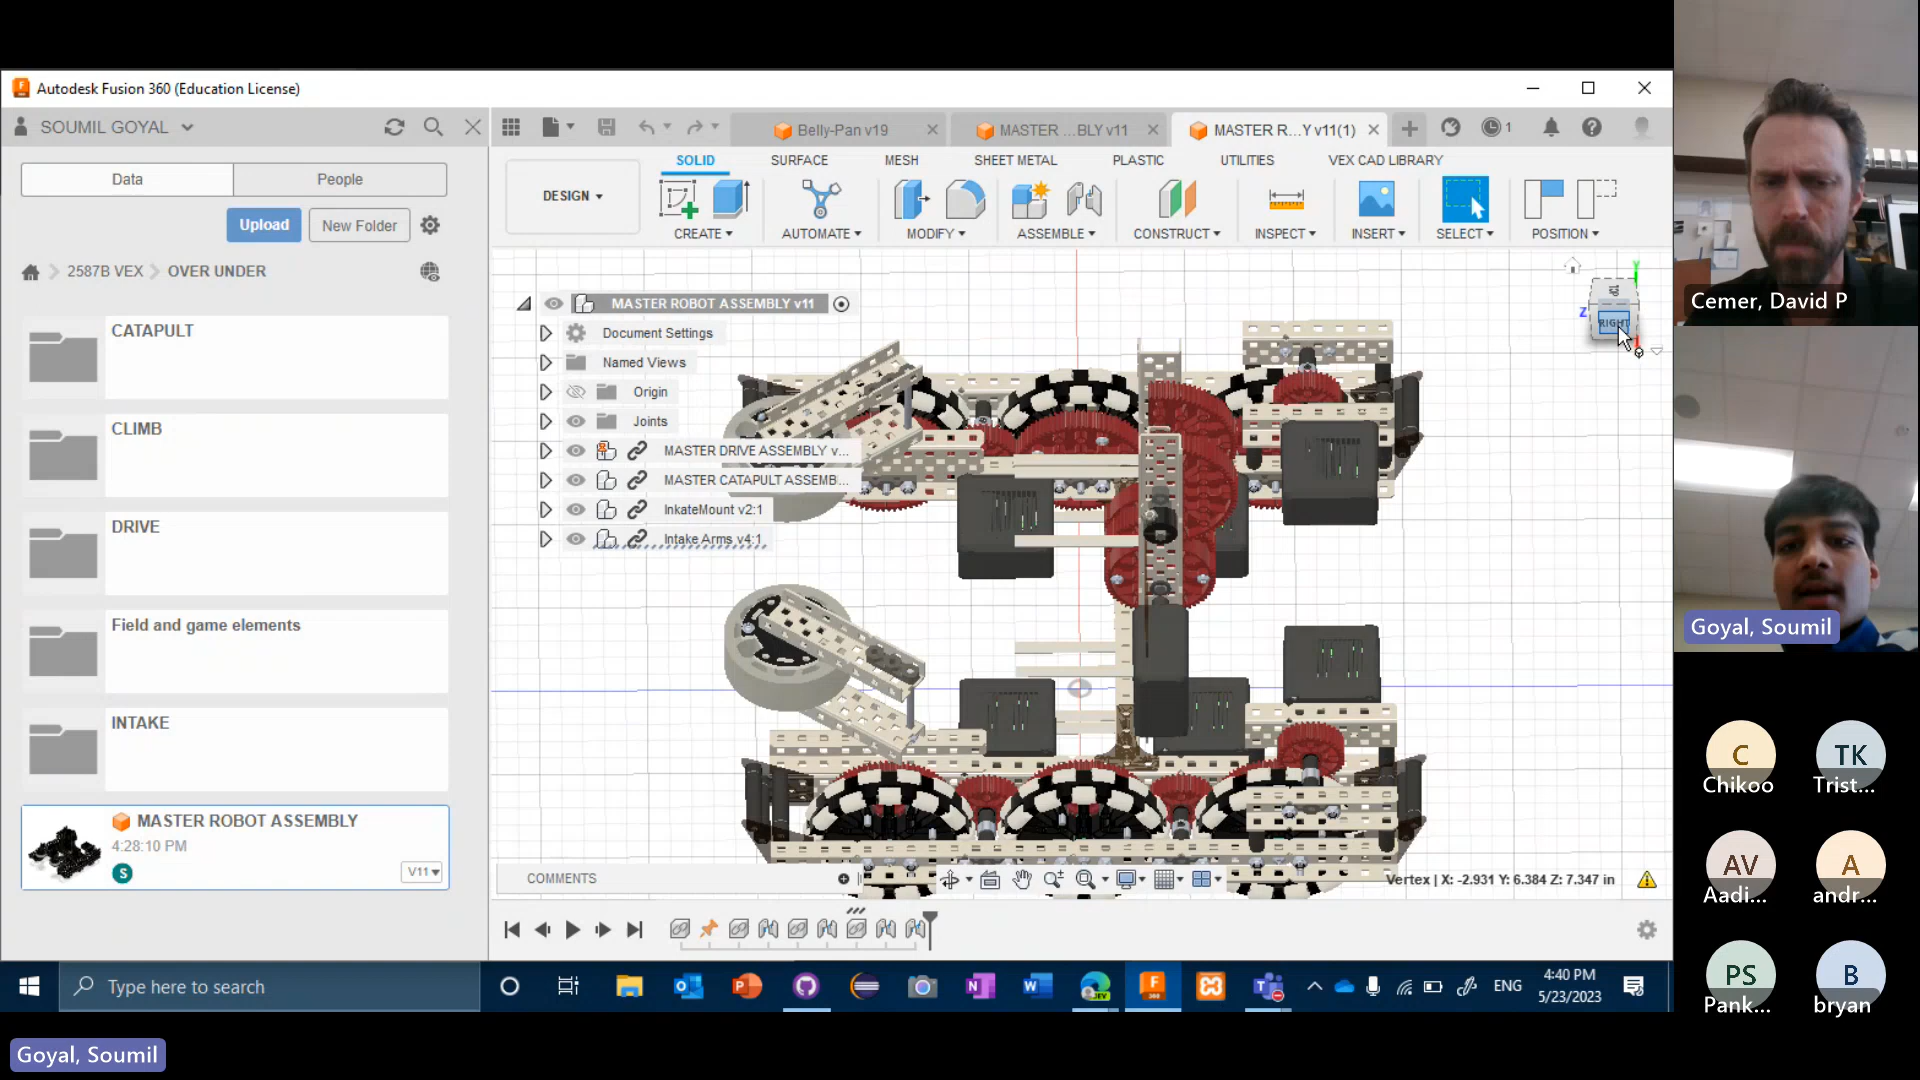 Autodesk Fusion 360 (Education License)
SOUMIL GOYAL
Belly-Pan v19
MASTER ...BLY v11
MASTER R...Y v11(1)
1
Data
People
Upload
New Folder
2587B VEX
OVER UNDER
SOLID
SURFACE
MESH
SHEET METAL
PLASTIC
UTILITIES
VEX CAD LIBRARY
DESIGN
CREATE
AUTOMATE
MODIFY
ASSEMBLE
CONSTRUCT
INSPECT
INSERT
SELECT
POSITION
CATAPULT
CLIMB
DRIVE
Field and game elements
INTAKE
MASTER ROBOT ASSEMBLY
4:28:10 PM
S
V11
MASTER ROBOT ASSEMBLY v11
Document Settings
Named Views
Origin
Joints
MASTER DRIVE ASSEMBLY v...
MASTER CATAPULT ASSEMB...
InkateMount v2:1
Intake Arms v4:1
Y
Z
RIGHT
COMMENTS
Vertex | X: -2.931 Y: 6.384 Z: 7.347 in
Type here to search
ENG
4:40 PM
5/23/2023
Goyal, Soumil
Cemer, David P
Goyal, Soumil
C
Chikoo
TK
Trist...
AV
Aadi...
A
andr...
PS
Pank...
B
bryan